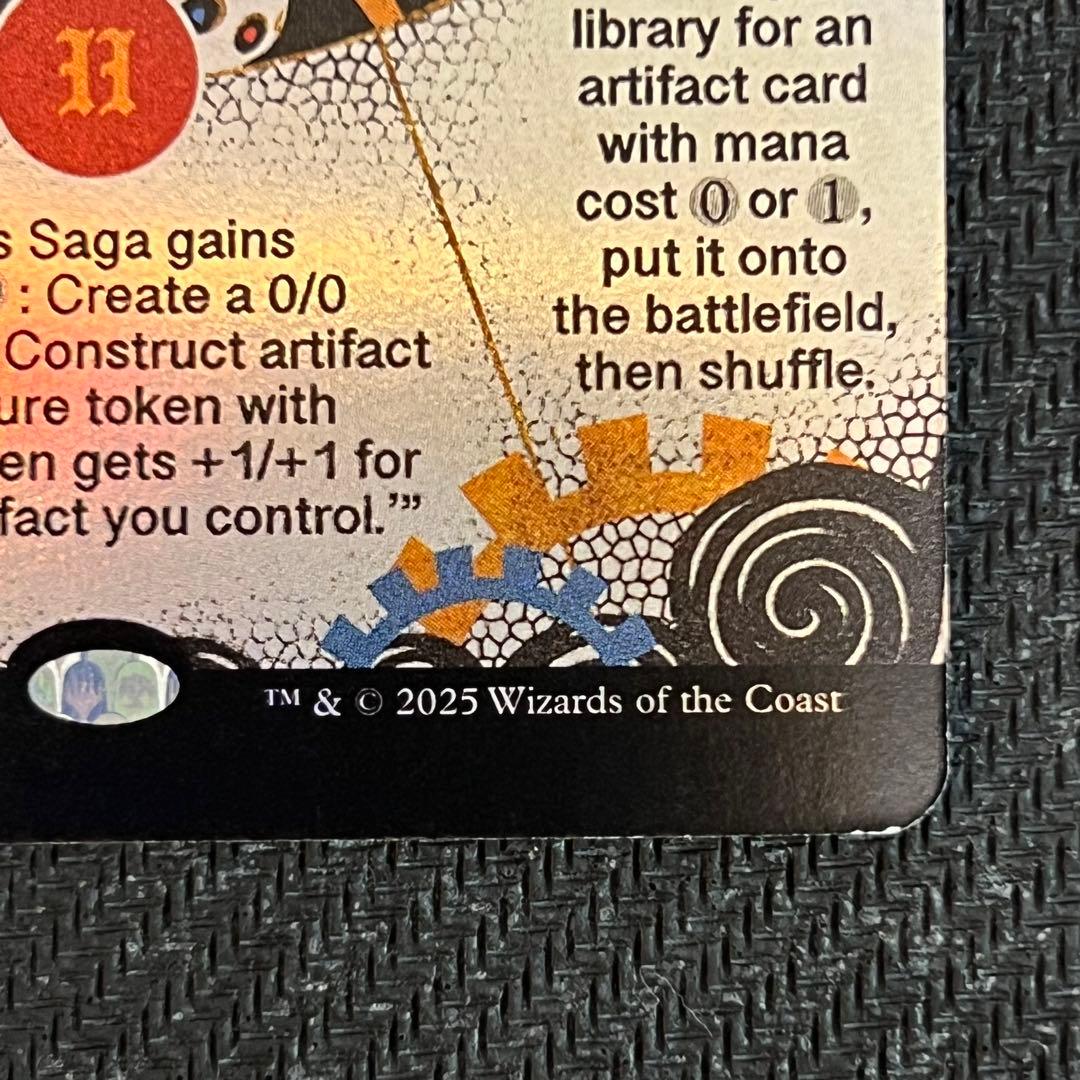 II
Saga gains
: Create a 0/0
Construct artifact
ure token with
en gets +1/+1 for
fact you control.’”
library for an
artifact card
with mana
cost 0 or 1,
put it onto
the battlefield,
then shuffle.
™ & © 2025 Wizards of the Coast